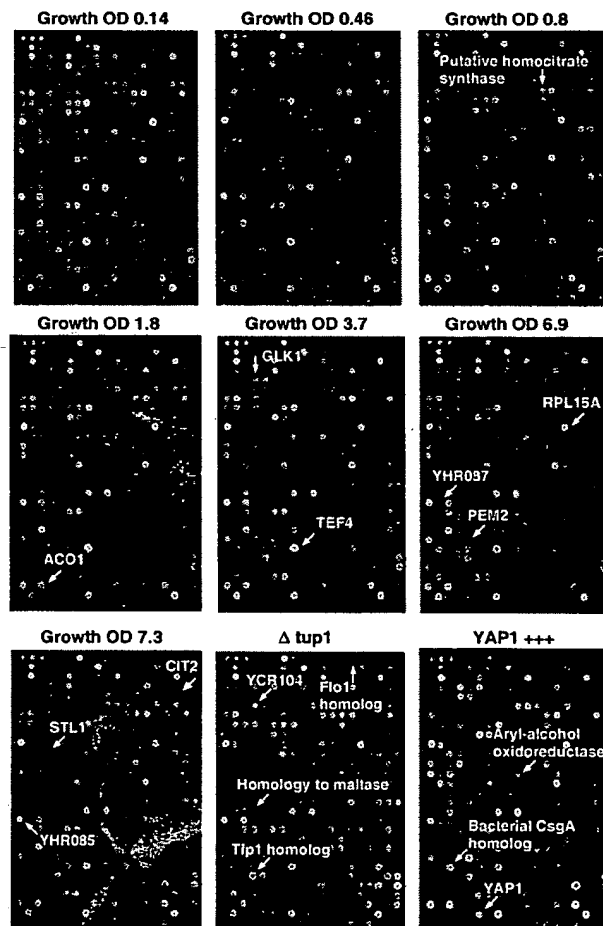 Growth OD 0.14
Growth OD 0.46
Growth OD 0.8
Putative homocitrate
synthase
Growth OD 1.8
Growth OD 3.7
Growth OD 6.9
GLK1*
RPL15A
YHR087
PEM2
TEF4
ACO1
Growth OD 7.3
Δ tup1
YAP1 +++
CIT2
YCR104
Flo1
homolog
STL1*
Aryl-alcohol
oxidoreductase
Homology to maltase
YHR085
Bacterial CsgA
homolog
Tfp1 homolog
YAP1